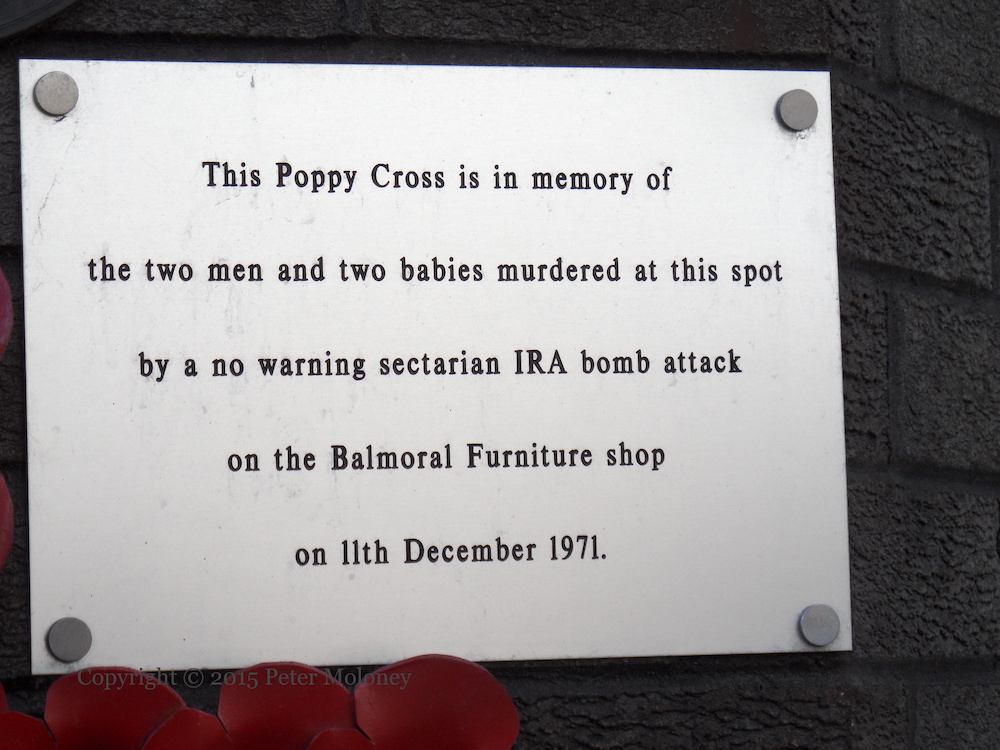 This Poppy Cross is in memory of
the two men and two babies murdered at this spot
by a no warning sectarian IRA bomb attack
on the Balmoral Furniture shop
on 11th December 1971.
Copyright © 2015 Peter Moloney